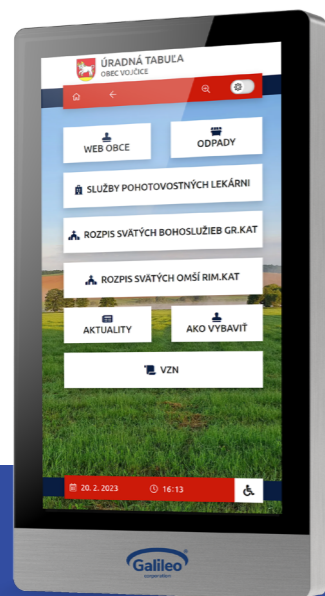 ÚRADNÁ TABUĽA
OBEC VOJČICE
WEB OBCE
ODPADY
SLUŽBY POHOTOVOSTNÝCH LEKÁRNI
ROZPIS SVÄTÝCH BOHOSLUŽIEB GR.KAT
ROZPIS SVÄTÝCH OMŠÍ RIM.KAT
AKTUALITY
AKO VYBAVIŤ
VZN
20. 2. 2023 16:13
Galileo
corporation